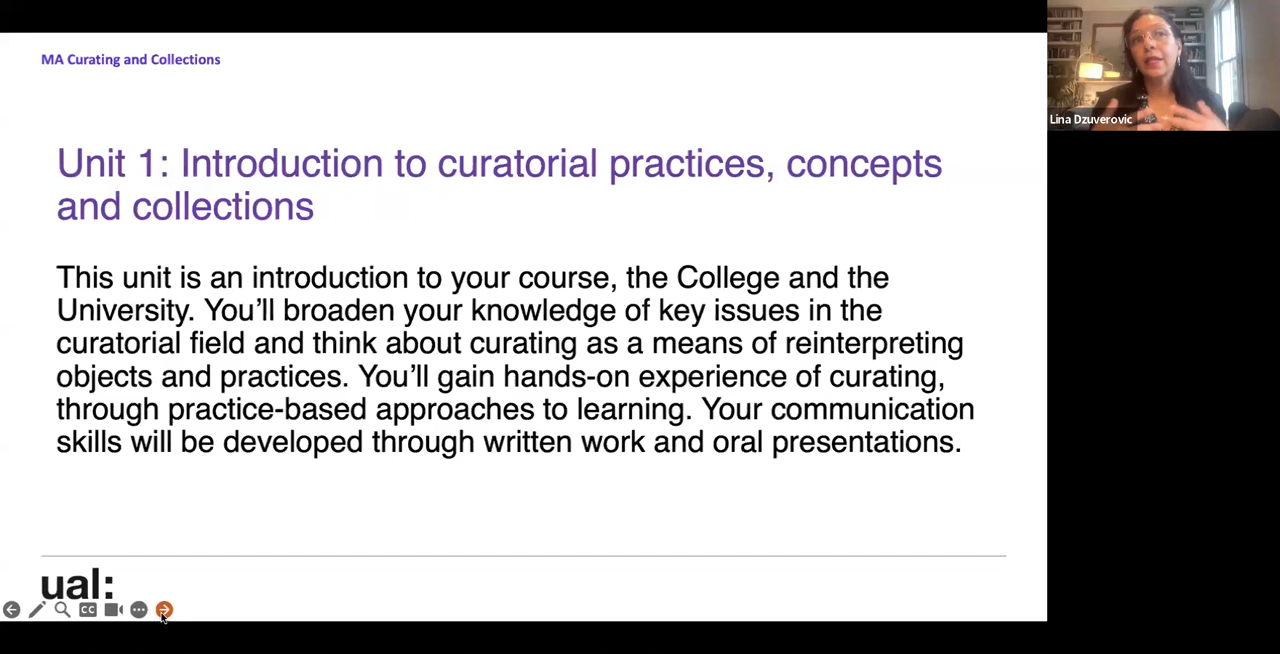 MA Curating and Collections
Unit 1: Introduction to curatorial practices, concepts
and collections
This unit is an introduction to your course, the College and the
University. You’ll broaden your knowledge of key issues in the
curatorial field and think about curating as a means of reinterpreting
objects and practices. You’ll gain hands-on experience of curating,
through practice-based approaches to learning. Your communication
skills will be developed through written work and oral presentations.
ual:
CC
Lina Dzuverovic